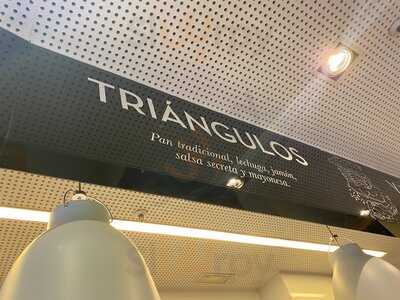 TRIÁNGULOS
Pan tradicional, lechuga, jamón,
salsa secreta y mayonesa.